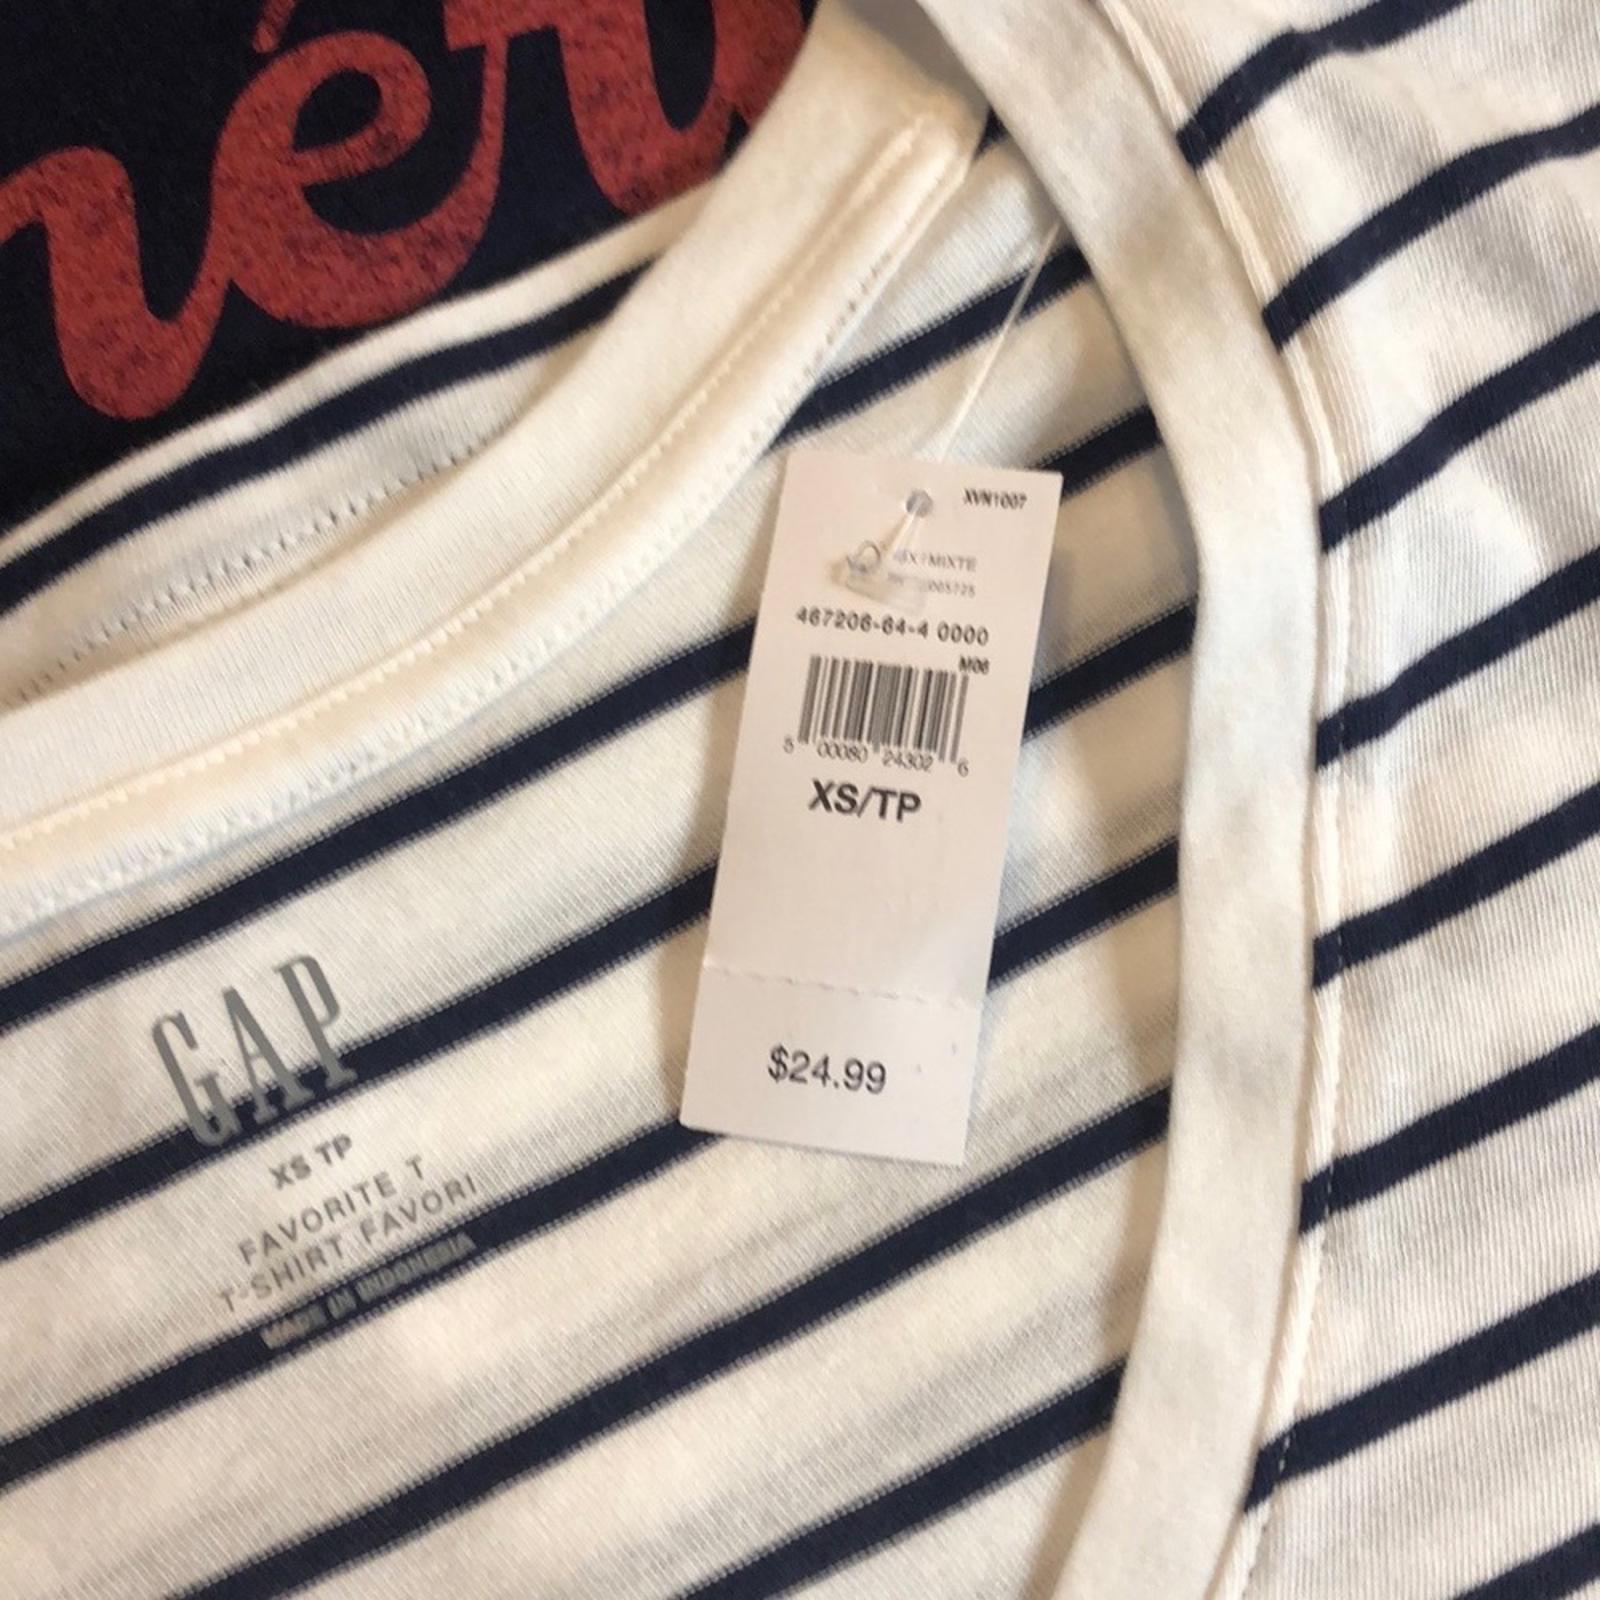 XVN1007
MIXTE
467206-64-4 0000
M06
5 00080 24302 6
XS/TP
$24.99
GAP
XS TP
FAVORITE T
T-SHIRT FAVORI
MADE IN INDONESIA